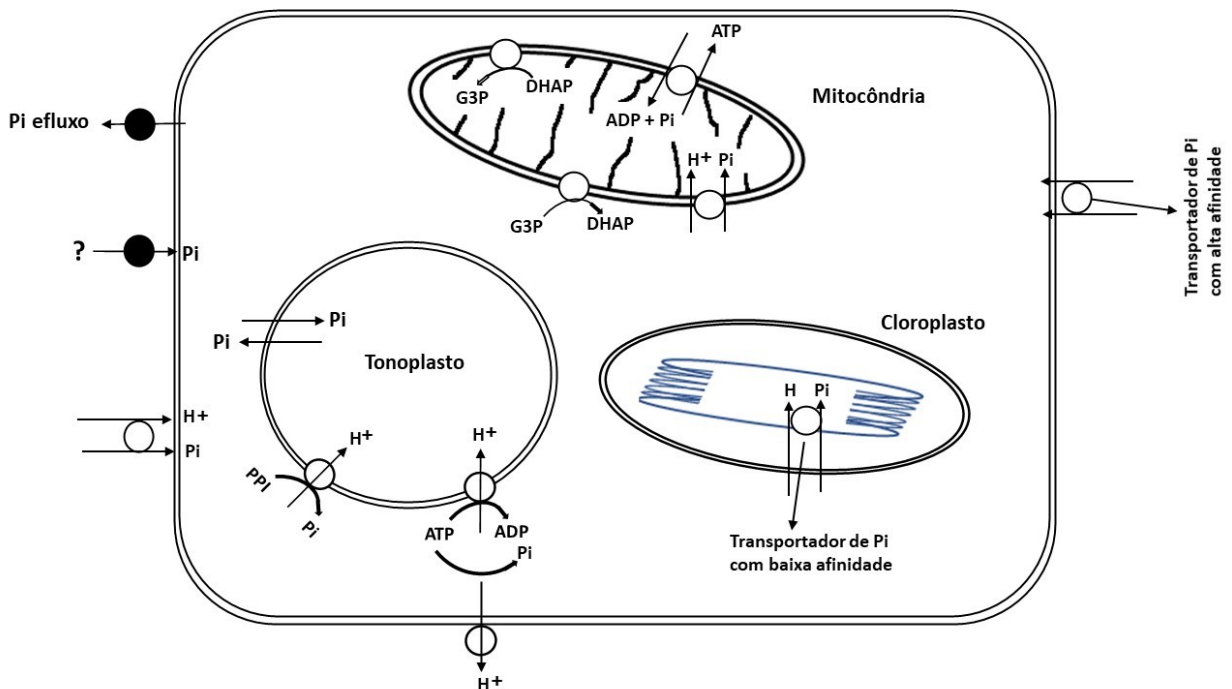 ATP
DHAP
G3P
ADP + Pi
Mitocôndria
H+ Pi
G3P
DHAP
Pi efluxo
? Pi
Transportador de Pi
com alta afinidade
Pi
Pi
Tonoplasto
Cloroplasto
H Pi
H+
Pi
H+
H+
PPI
Pi
ATP
ADP
Pi
Transportador de Pi
com baixa afinidade
H+